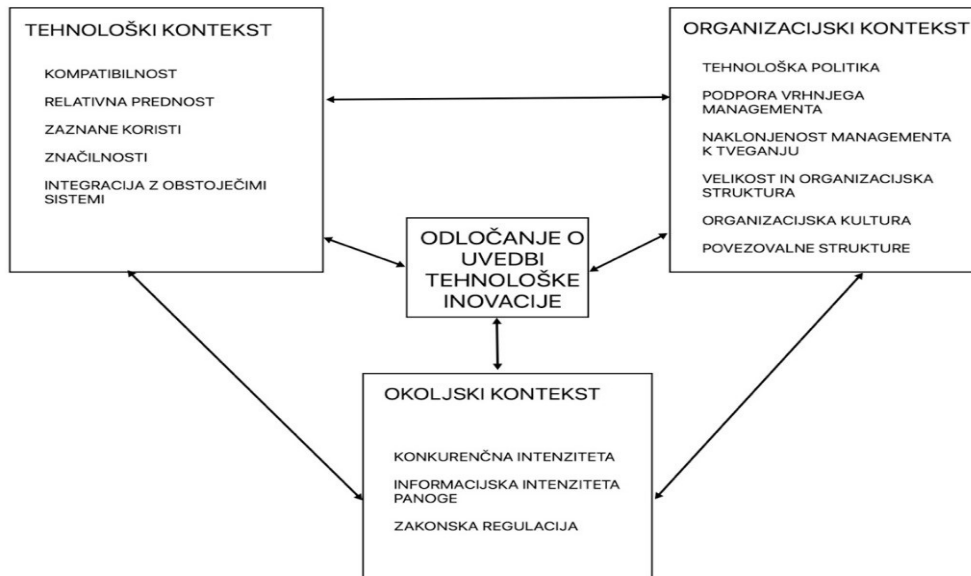 TEHNOLOŠKI KONTEKST
KOMPATIBILNOST
RELATIVNA PREDNOST
ZAZNANE KORISTI
ZNAČILNOSTI
INTEGRACIJA Z OBSTOJEČIMI
SISTEMI
ORGANIZACIJSKI KONTEKST
TEHNOLOŠKA POLITIKA
PODPORA VRHNJEGA
MANAGEMENTA
NAKLONJENOST MANAGEMENTA
K TVEGANJU
VELIKOST IN ORGANIZACIJSKA
STRUKTURA
ORGANIZACIJSKA KULTURA
POVEZOVALNE STRUKTURE
ODLOČANJE O
UVEDBI
TEHNOLOŠKE
INOVACIJE
OKOLJSKI KONTEKST
KONKURENČNA INTENZITETA
INFORMACIJSKA INTENZITETA
PANOGE
ZAKONSKA REGULACIJA